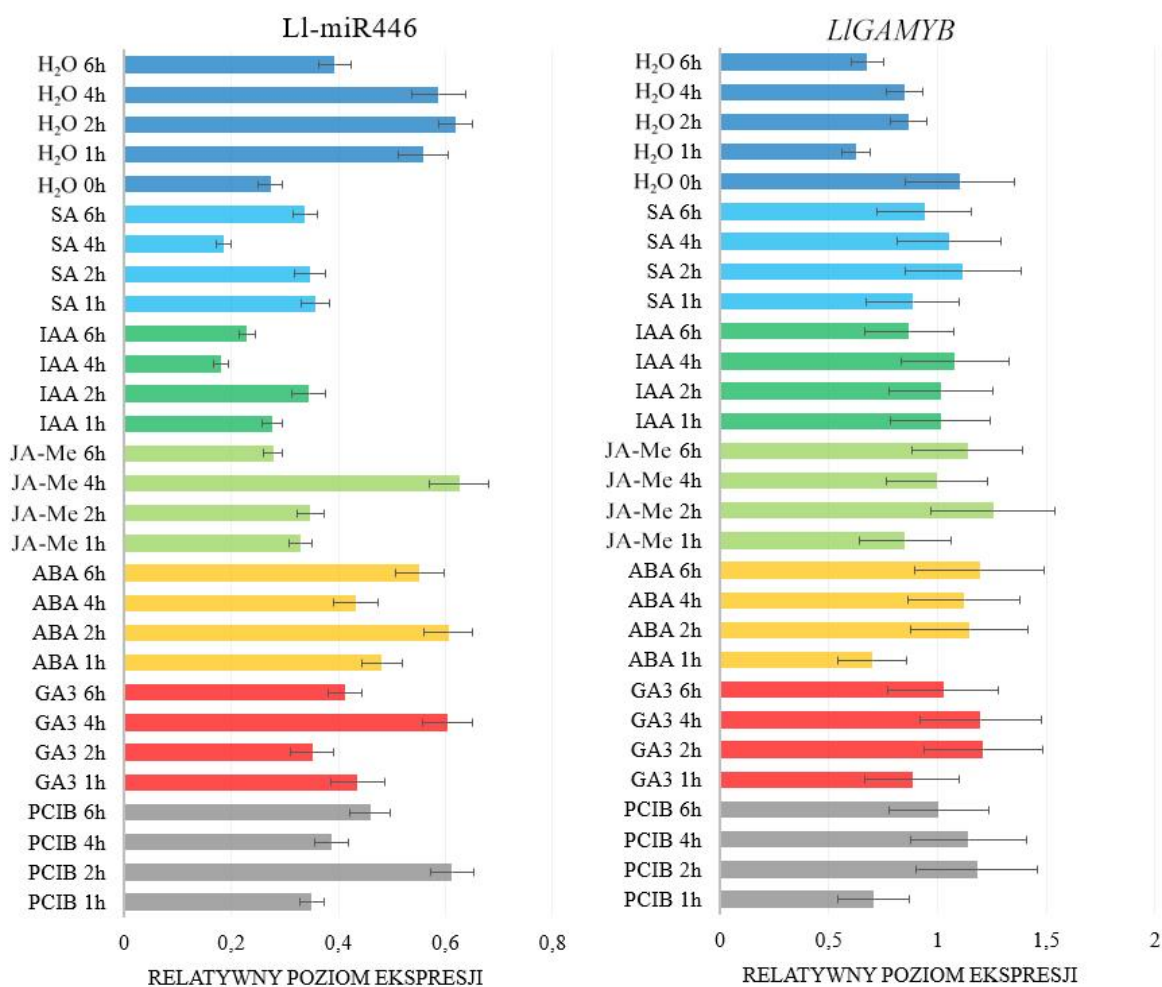 Ll-miR446
H₂O 6h
H₂O 4h
H₂O 2h
H₂O 1h
H₂O 0h
SA 6h
SA 4h
SA 2h
SA 1h
IAA 6h
IAA 4h
IAA 2h
IAA 1h
JA-Me 6h
JA-Me 4h
JA-Me 2h
JA-Me 1h
ABA 6h
ABA 4h
ABA 2h
ABA 1h
GA3 6h
GA3 4h
GA3 2h
GA3 1h
PCIB 6h
PCIB 4h
PCIB 2h
PCIB 1h
0 0,2 0,4 0,6 0,8
RELATYWNY POZIOM EKSPRESJI
LlGAMYB
H₂O 6h
H₂O 4h
H₂O 2h
H₂O 1h
H₂O 0h
SA 6h
SA 4h
SA 2h
SA 1h
IAA 6h
IAA 4h
IAA 2h
IAA 1h
JA-Me 6h
JA-Me 4h
JA-Me 2h
JA-Me 1h
ABA 6h
ABA 4h
ABA 2h
ABA 1h
GA3 6h
GA3 4h
GA3 2h
GA3 1h
PCIB 6h
PCIB 4h
PCIB 2h
PCIB 1h
0 0,5 1 1,5 2
RELATYWNY POZIOM EKSPRESJI